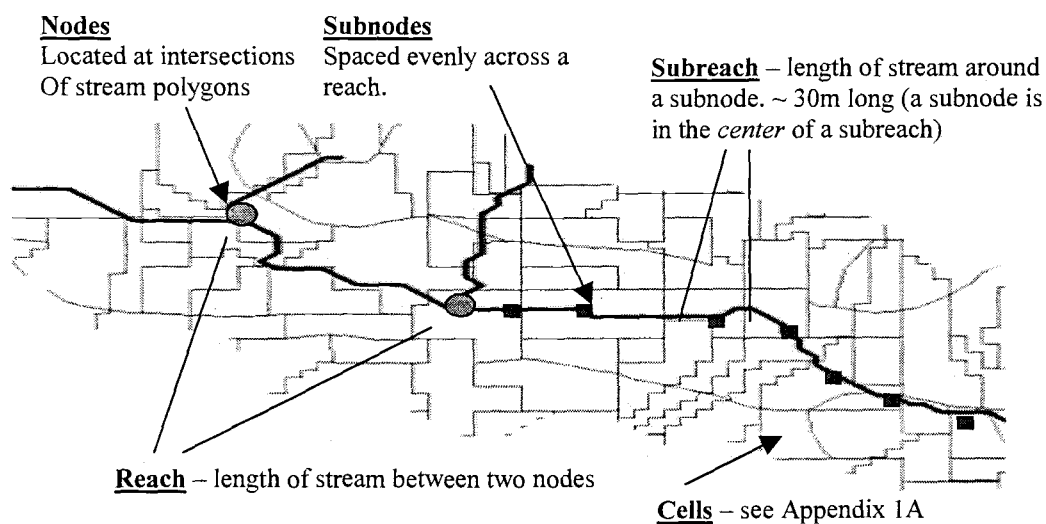 Nodes
Located at intersections
Of stream polygons
Subnodes
Spaced evenly across a
reach.
Subreach – length of stream around
a subnode. ~ 30m long (a subnode is
in the center of a subreach)
Reach – length of stream between two nodes
Cells – see Appendix 1A